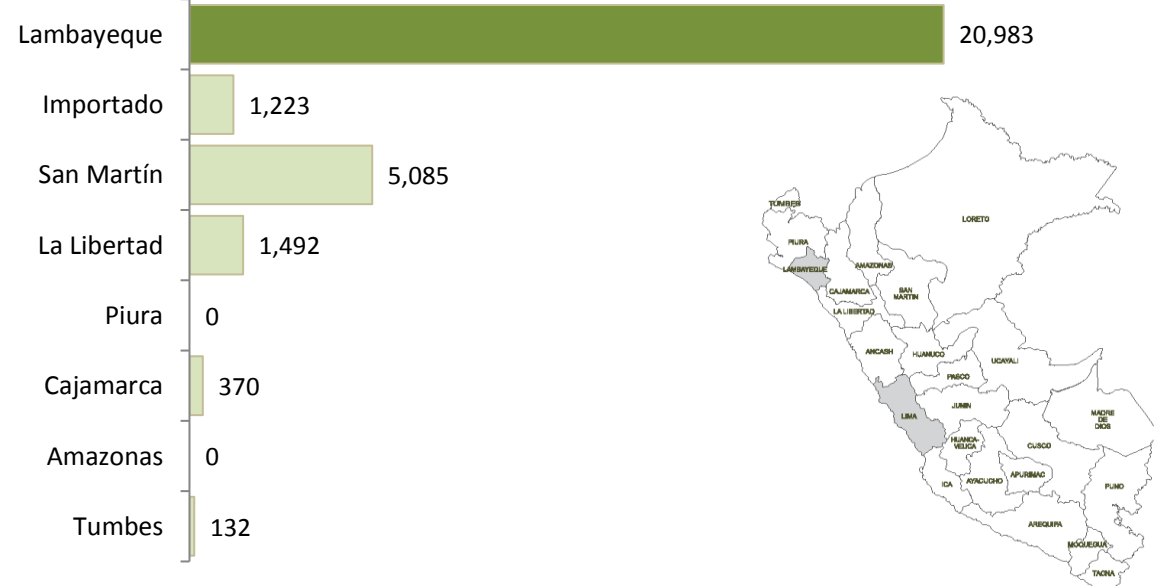 Lambayeque 20,983
Importado 1,223
San Martín 5,085
La Libertad 1,492
Piura 0
Cajamarca 370
Amazonas 0
Tumbes 132
TUMBES
PIURA
LORETO
LAMBAYEQUE
AMAZONAS
CAJAMARCA
SAN
MARTIN
LA LIBERTAD
ANCASH
HUANUCO
UCAYALI
PASCO
LIMA
JUNIN
MADRE
DE
DIOS
HUANCA-
VELICA
CUSCO
ICA
AYACUCHO
APURIMAC
PUNO
AREQUIPA
MOQUEGUA
TACNA